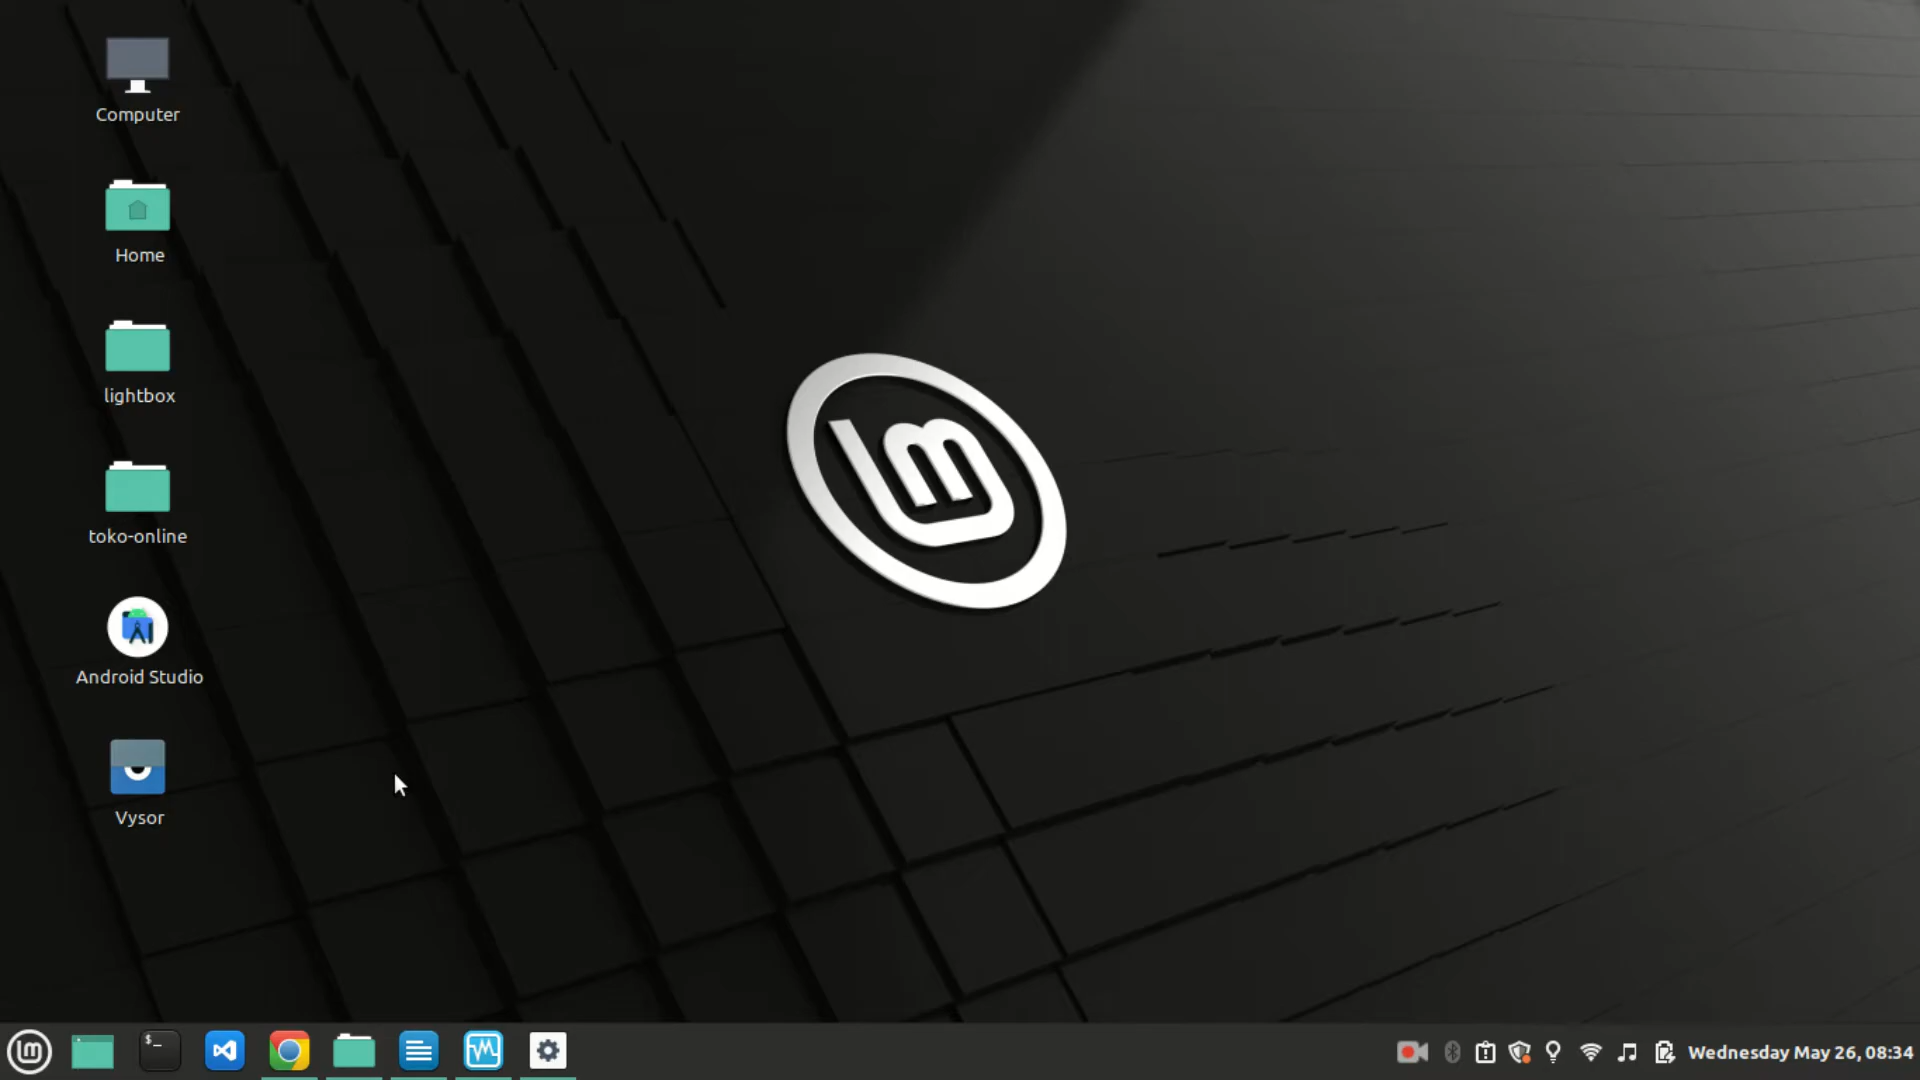 Computer
Home
lightbox
toko-online
Android Studio
Vysor
$_
Wednesday May 26, 08:34